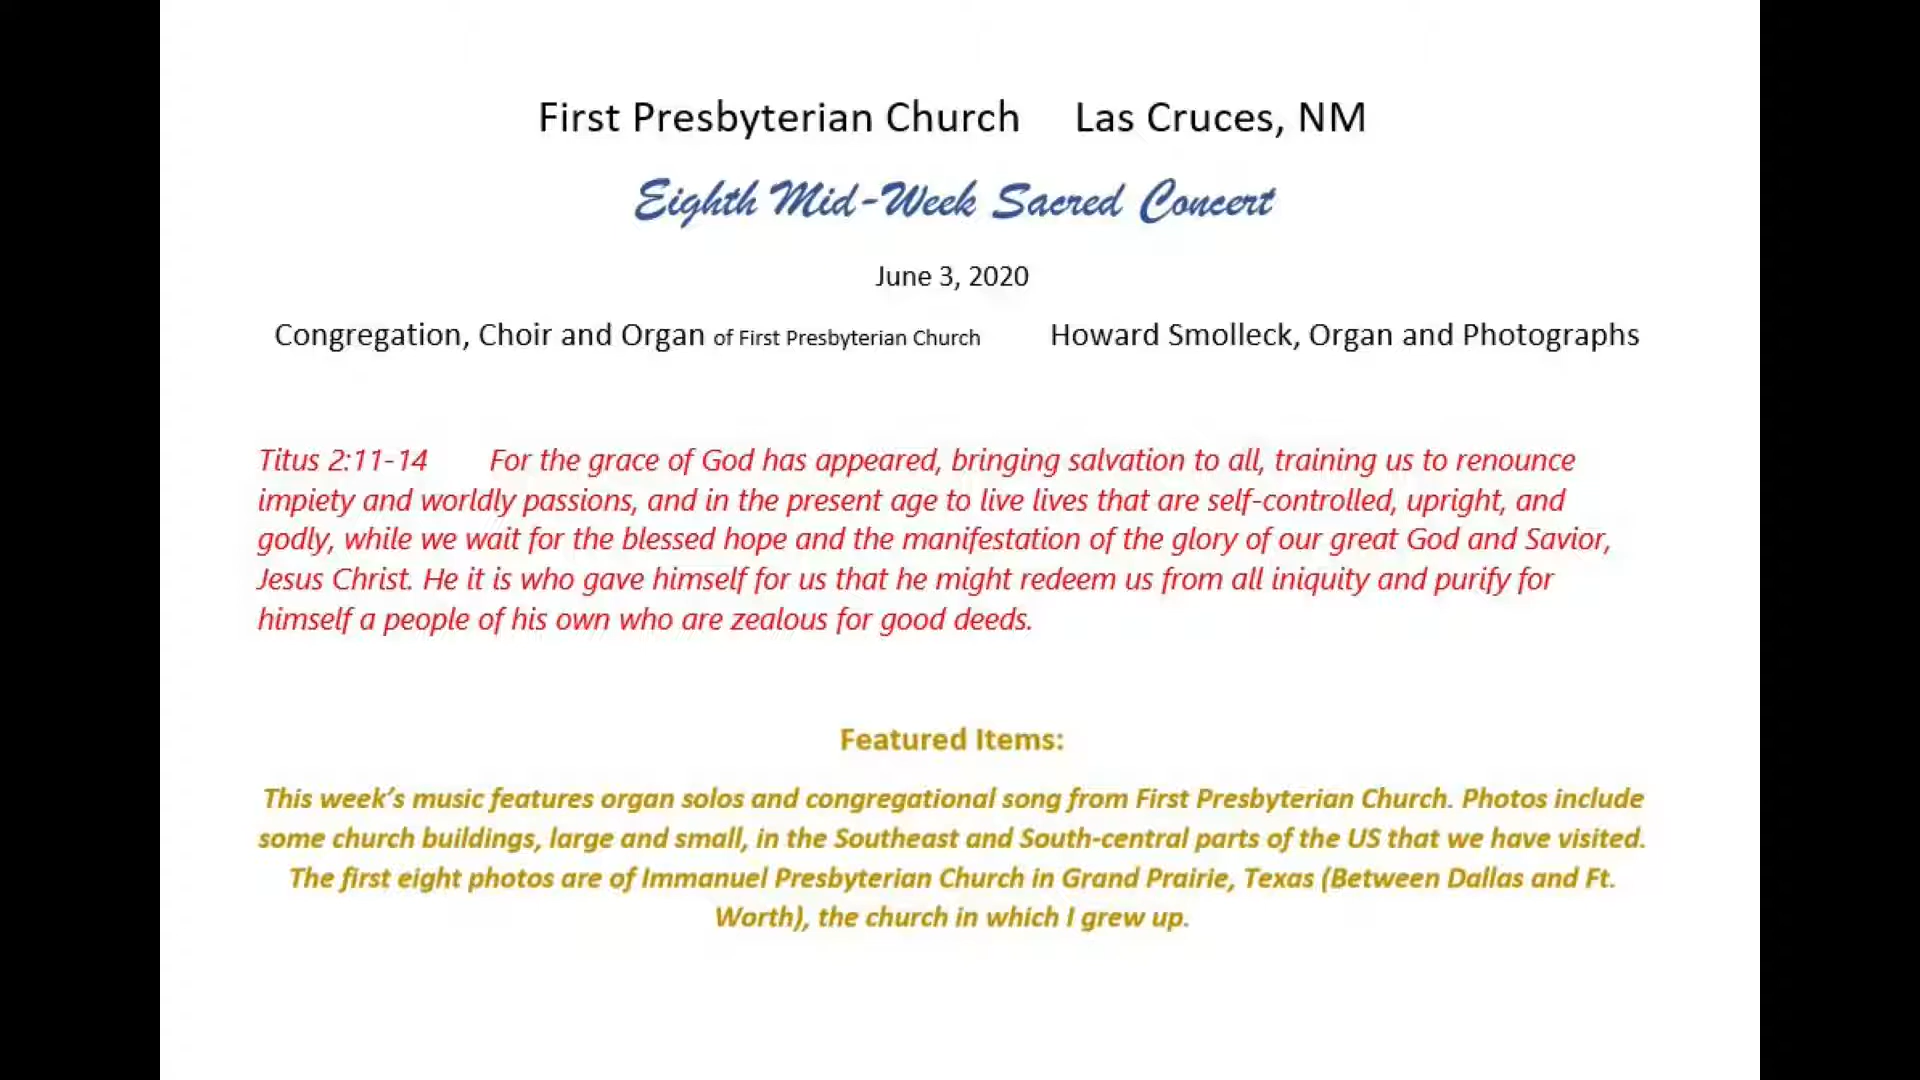 First Presbyterian Church Las Cruces, NM
Eighth Mid-Week Sacred Concert
June 3, 2020
Congregation, Choir and Organ of First Presbyterian Church Howard Smolleck, Organ and Photographs
Titus 2:11-14 For the grace of God has appeared, bringing salvation to all, training us to renounce
impiety and worldly passions, and in the present age to live lives that are self-controlled, upright, and
godly, while we wait for the blessed hope and the manifestation of the glory of our great God and Savior,
Jesus Christ. He it is who gave himself for us that he might redeem us from all iniquity and purify for
himself a people of his own who are zealous for good deeds.
Featured Items:
This week’s music features organ solos and congregational song from First Presbyterian Church. Photos include
some church buildings, large and small, in the Southeast and South-central parts of the US that we have visited.
The first eight photos are of Immanuel Presbyterian Church in Grand Prairie, Texas (Between Dallas and Ft.
Worth), the church in which I grew up.